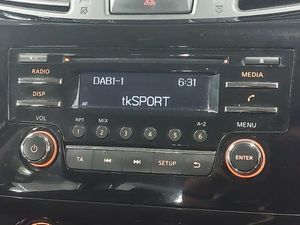 RADIO
MEDIA
DAB1-1 6:31
DISP
AF
tkSPORT
VOL
RPT MIX A-Z
MENU
1 2 3 4 5 6
TA
SETUP
ENTER